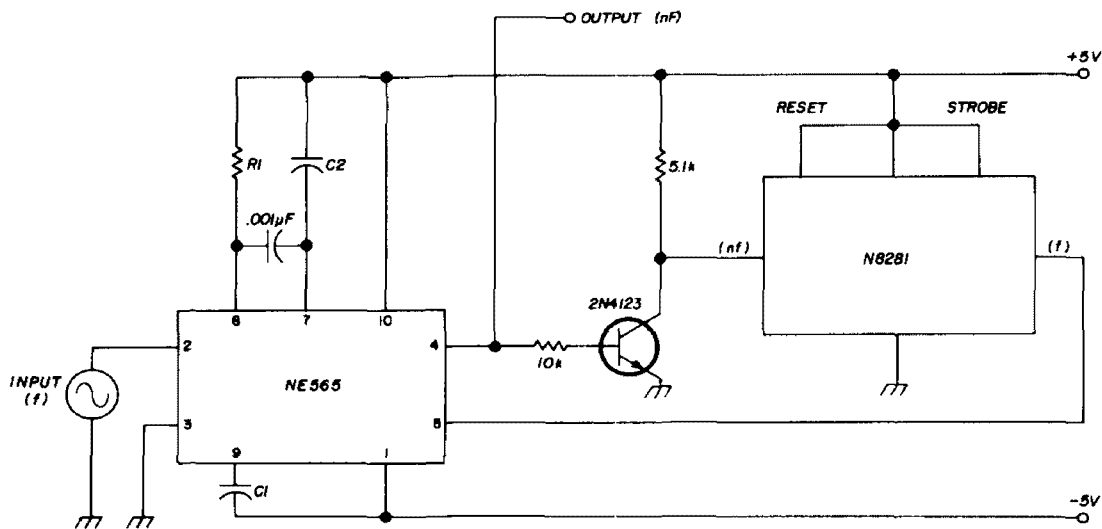 OUTPUT (nF)
+5V
RESET
STROBE
R1
C2
5.1k
.001µF
(nf)
N8281
(f)
2N4123
8
7
10
2
4
10k
INPUT
(f)
NE565
3
5
9
1
C1
-5V